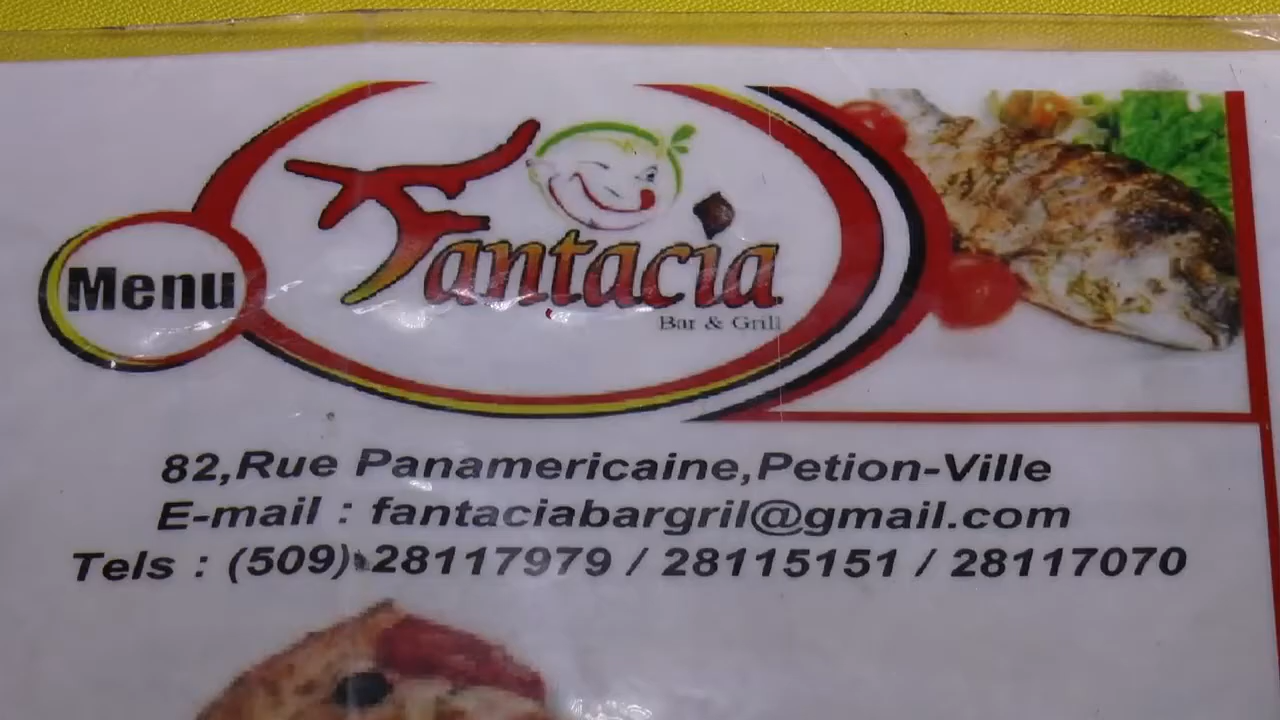 Menu
Fantacia
Bar & Grill
82,Rue Panamericaine,Petion-Ville
E-mail : fantaciabargril@gmail.com
Tels : (509) 28117979 / 28115151 / 28117070